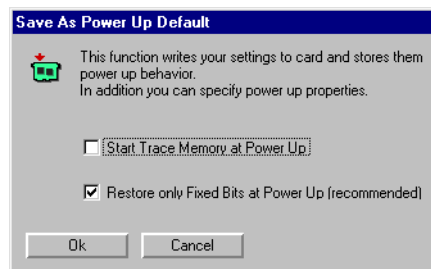 Save As Power Up Default
This function writes your settings to card and stores them
power up behavior.
In addition you can specify power up properties.
Start Trace Memory at Power Up
Restore only Fixed Bits at Power Up (recommended)
Ok
Cancel